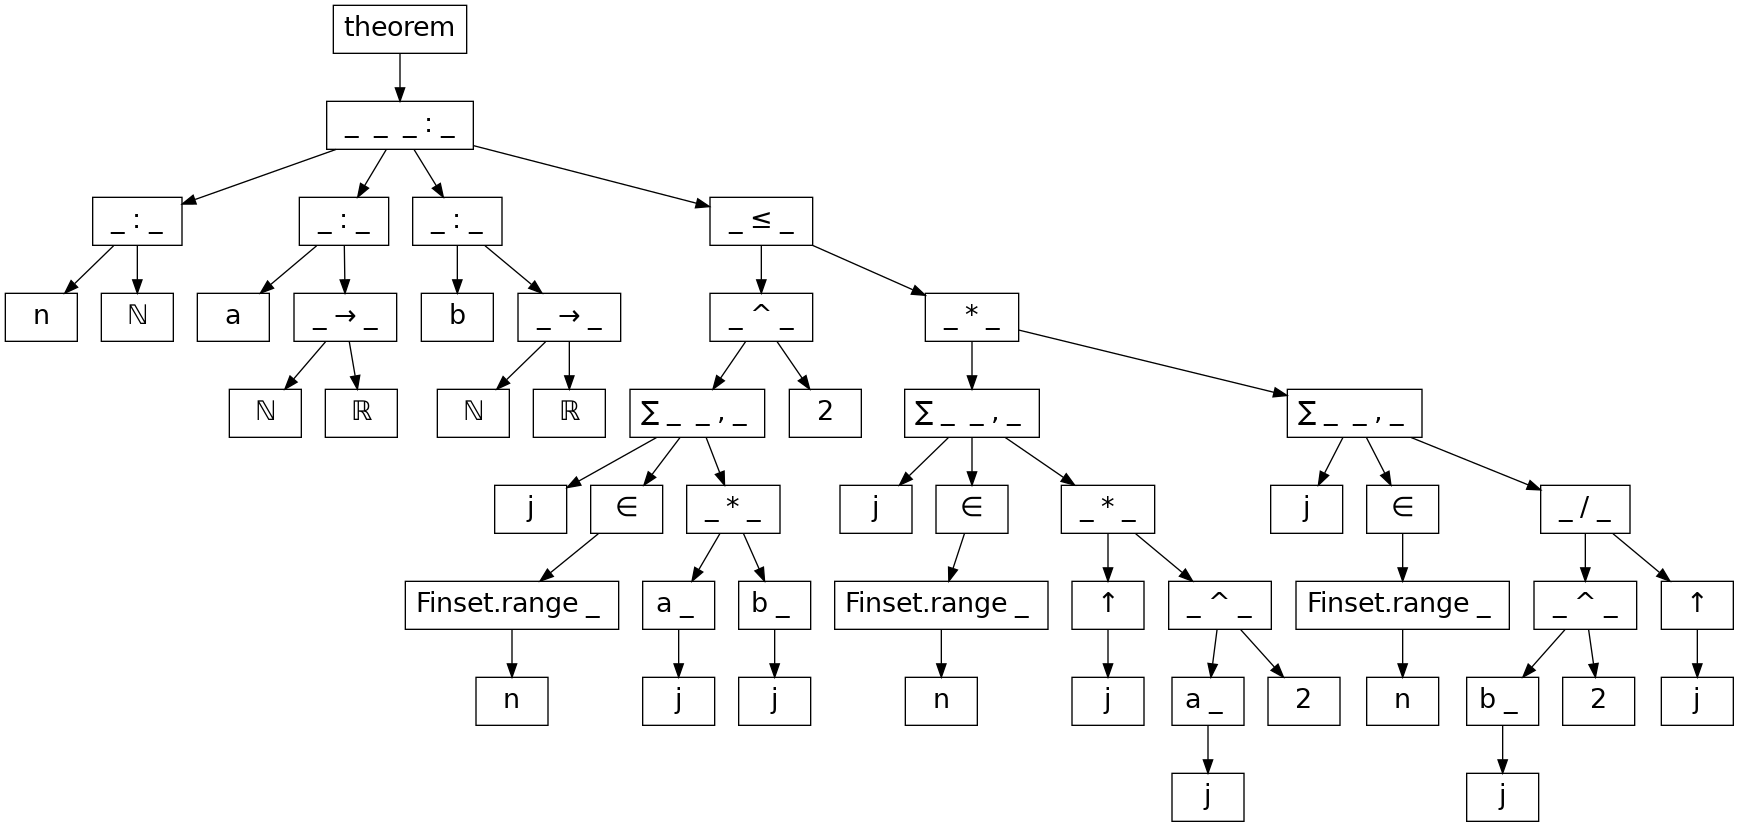 theorem
_ _ _ : _
_ : _ _ : _ _ : _ _ ≤ _
n ℕ a _ → _ b _ → _ _ ^ _ _ * _
ℕ ℝ ℕ ℝ ∑ _ _ , _ 2 ∑ _ _ , _ ∑ _ _ , _
j ∈ _ * _ j ∈ _ * _ j ∈ _ / _
Finset.range _ a _ b _ Finset.range _ ↑ _ ^ _ Finset.range _ _ ^ _ ↑
n j j n j a _ 2 n b _ 2 j
j j